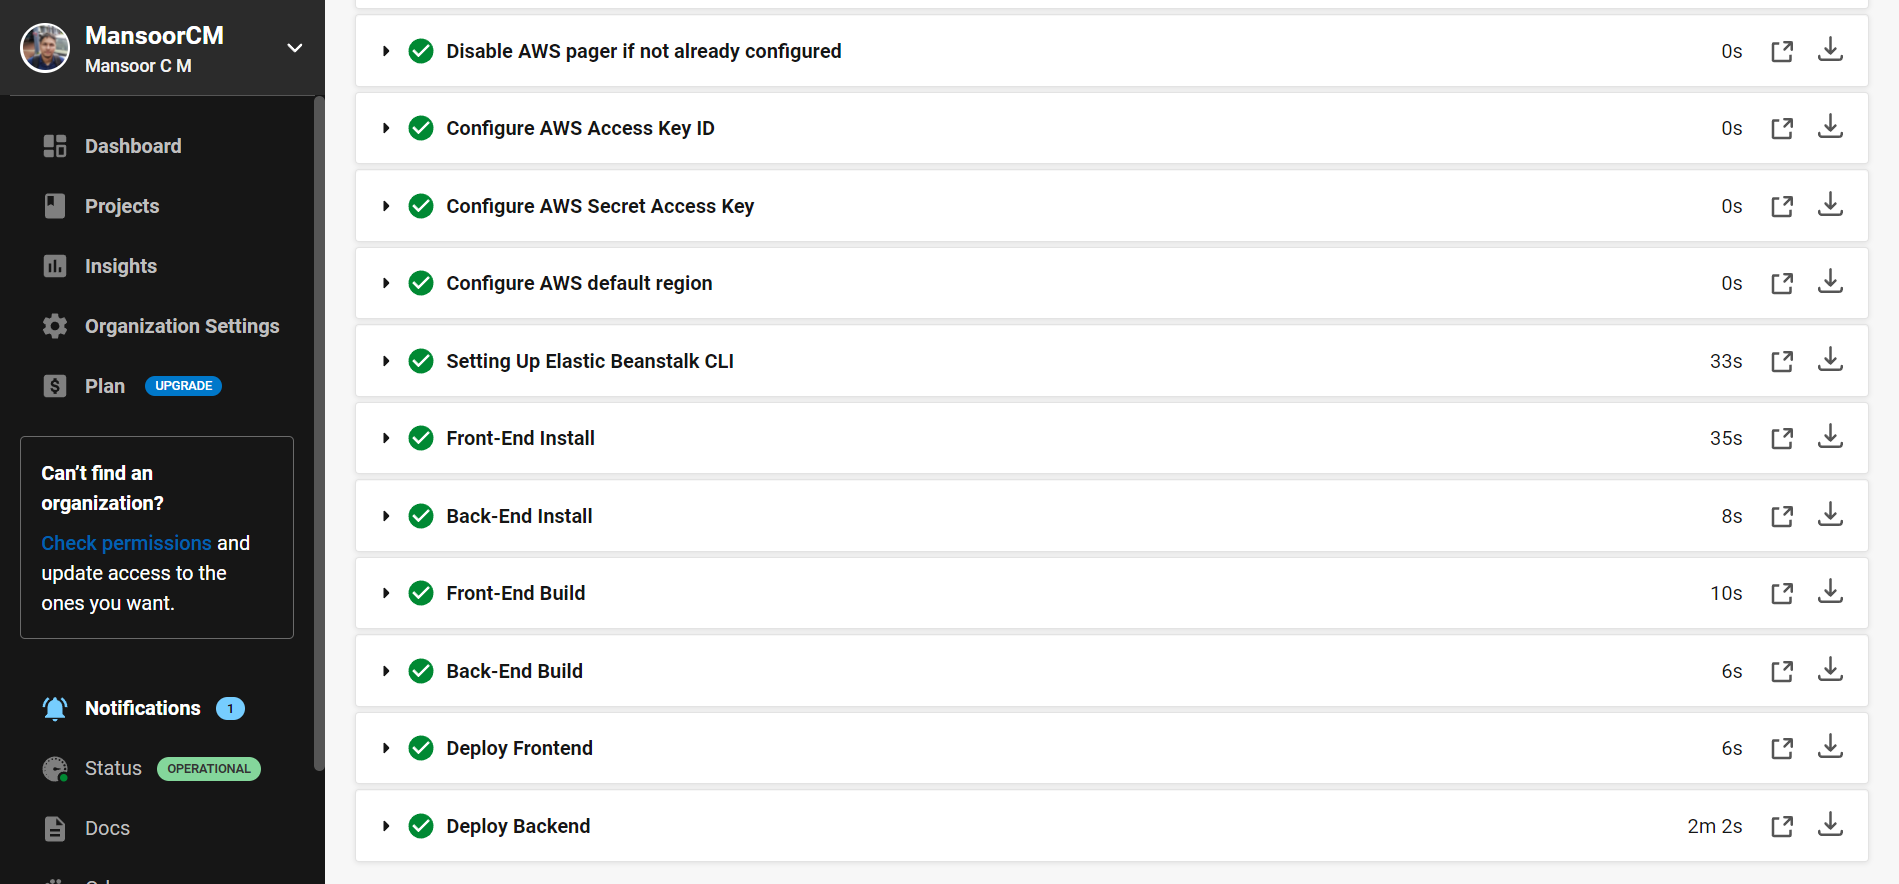 MansoorCM
Mansoor C M
Dashboard
Projects
Insights
Organization Settings
Plan UPGRADE
Can't find an
organization?
Check permissions and
update access to the
ones you want.
Notifications 1
Status OPERATIONAL
Docs
Disable AWS pager if not already configured 0s
Configure AWS Access Key ID 0s
Configure AWS Secret Access Key 0s
Configure AWS default region 0s
Setting Up Elastic Beanstalk CLI 33s
Front-End Install 35s
Back-End Install 8s
Front-End Build 10s
Back-End Build 6s
Deploy Frontend 6s
Deploy Backend 2m 2s